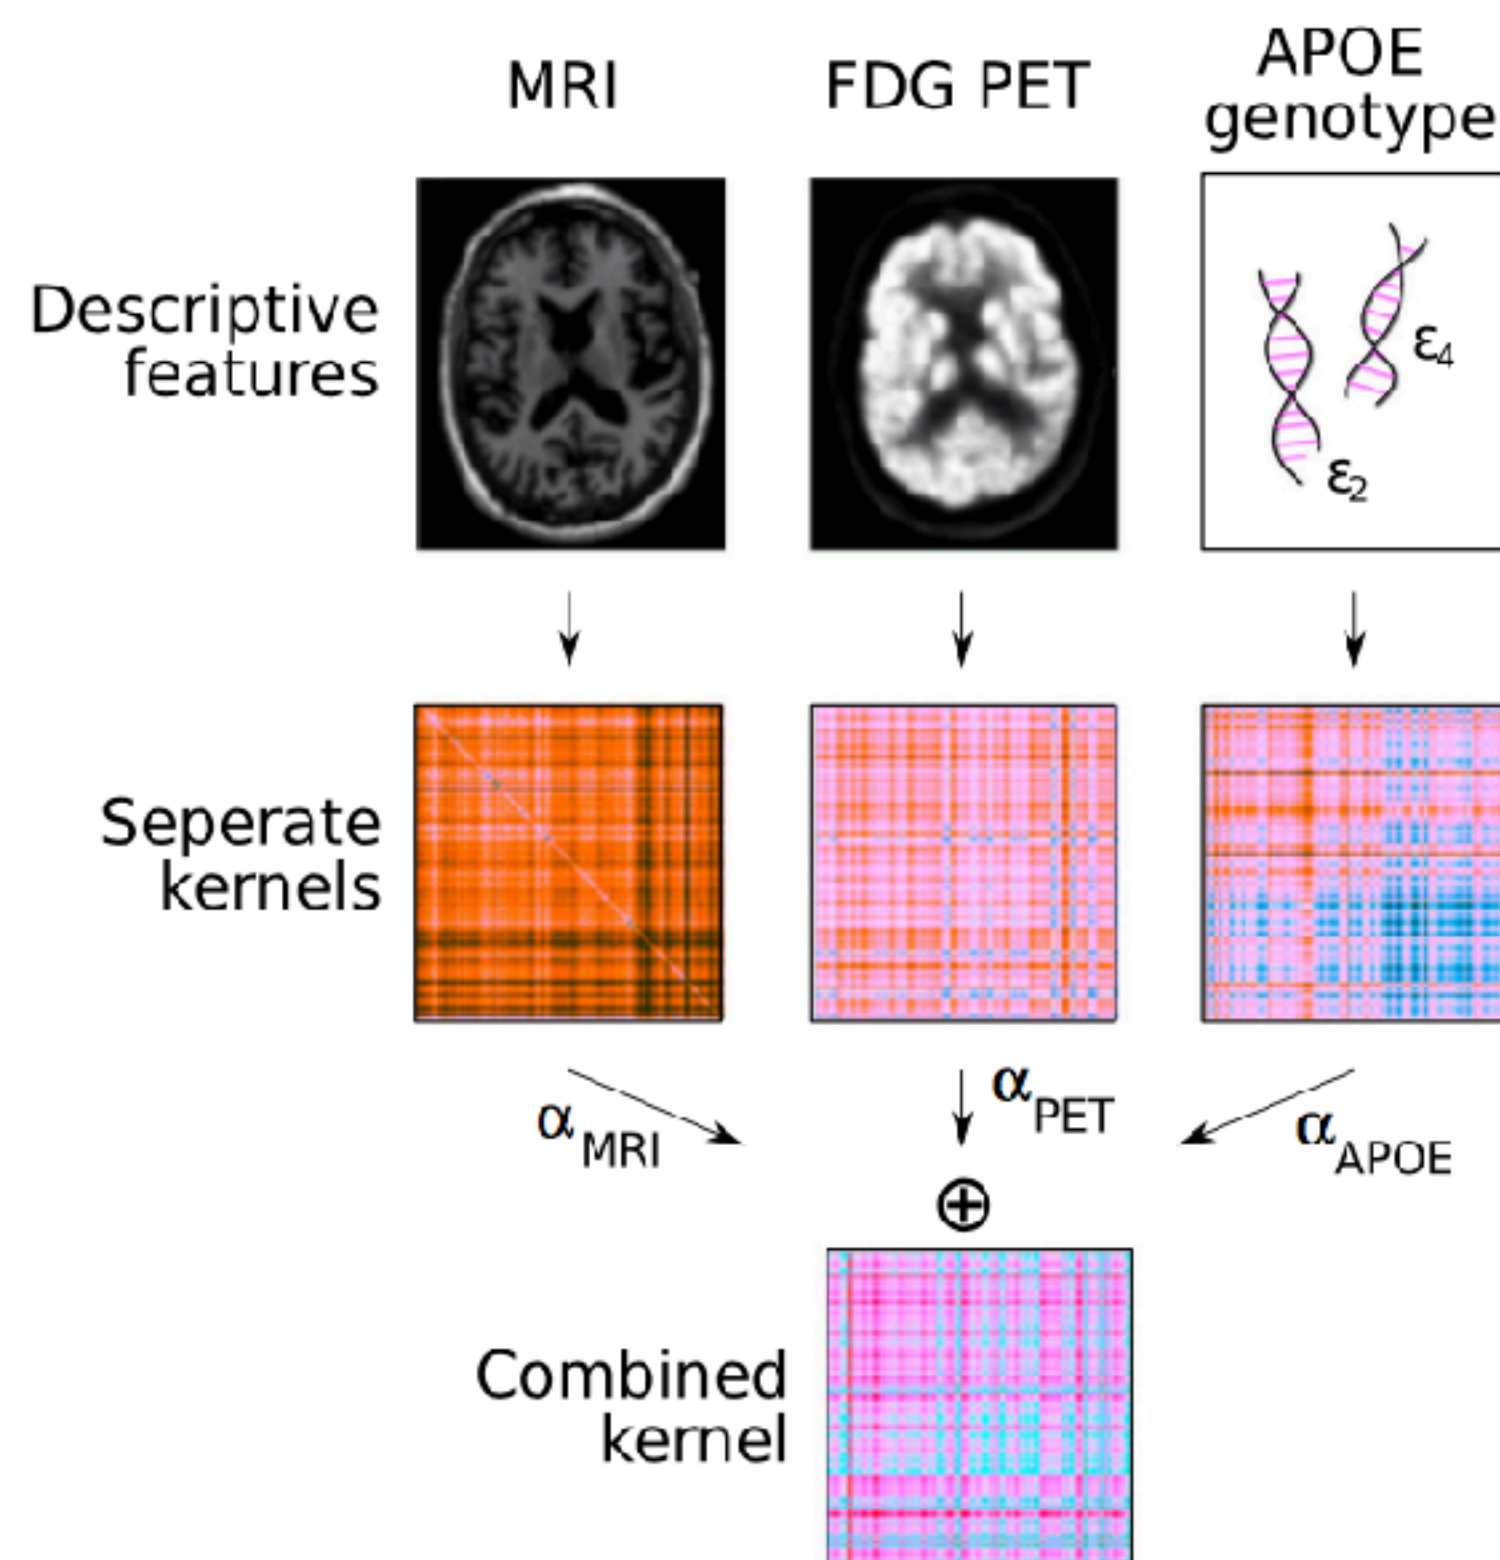 MRI
FDG PET
APOE
genotype
Descriptive
features
ε4
ε2
Seperate
kernels
αMRI
αPET
αAPOE
Combined
kernel